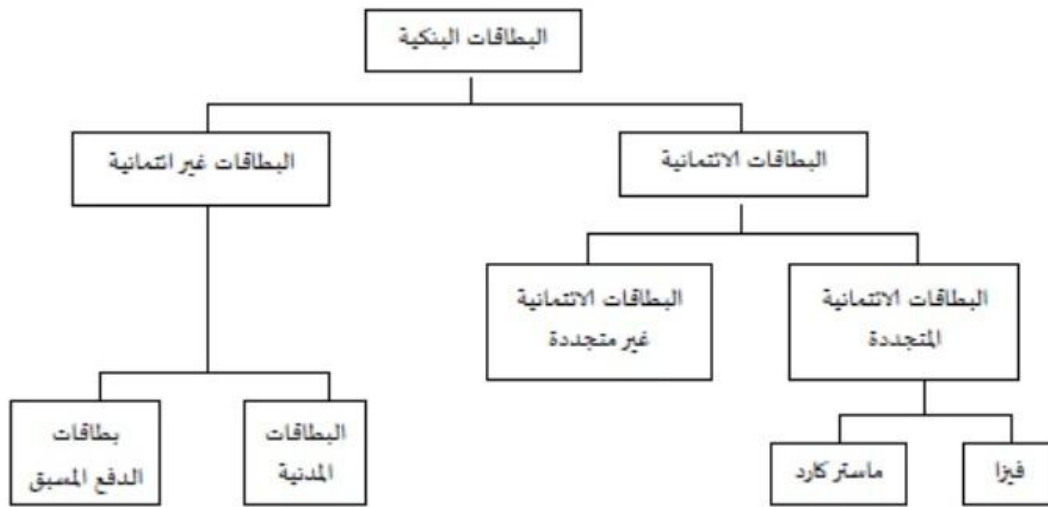 البطاقات البنكية
البطاقات الائتمانية
البطاقات غير ائتمانية
البطاقات الائتمانية
المتجددة
البطاقات الائتمانية
غير متجددة
البطاقات
المدنية
بطاقات
الدفع المسبق
فيزا
ماستر كارد